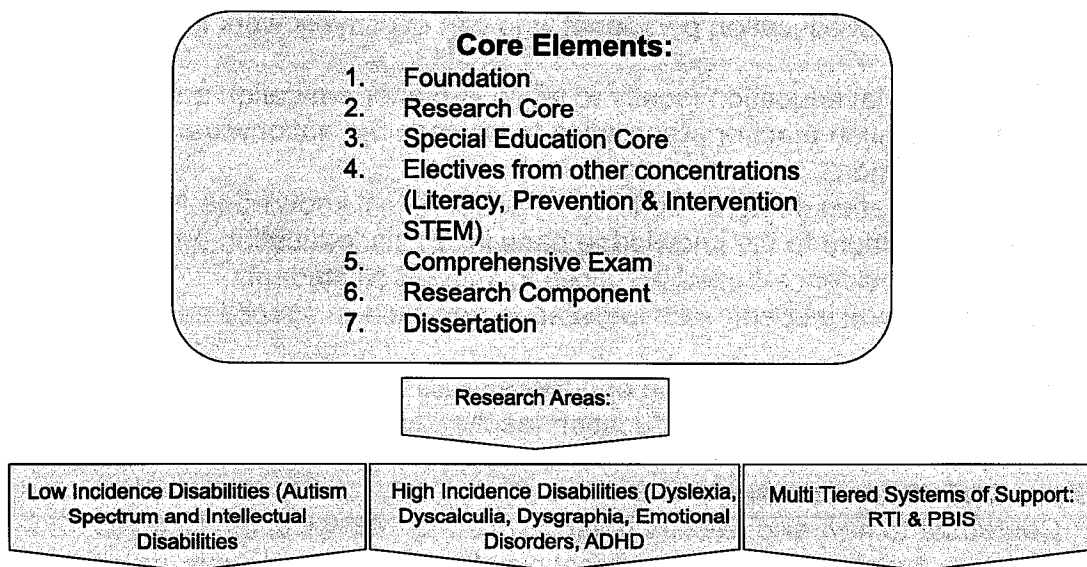 Core Elements:
1. Foundation
2. Research Core
3. Special Education Core
4. Electives from other concentrations
(Literacy, Prevention & Intervention
STEM)
5. Comprehensive Exam
6. Research Component
7. Dissertation
Research Areas:
Low Incidence Disabilities (Autism
Spectrum and Intellectual
Disabilities
High Incidence Disabilities (Dyslexia,
Dyscalculia, Dysgraphia, Emotional
Disorders, ADHD
Multi Tiered Systems of Support:
RTI & PBIS